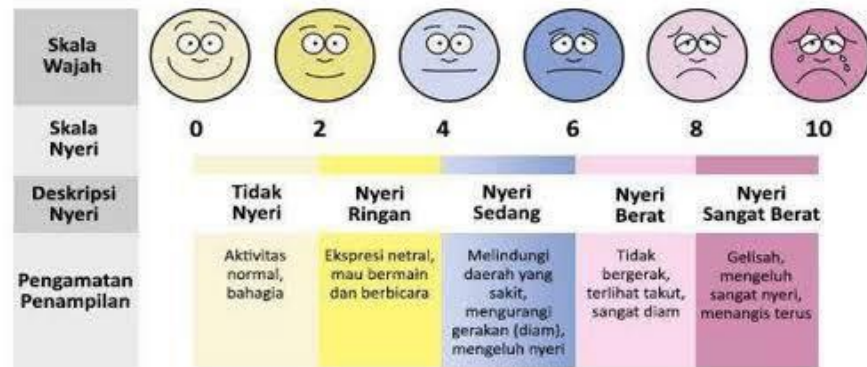 Skala
Wajah
Skala
Nyeri
0 2 4 6 8 10
Deskripsi
Nyeri
Tidak
Nyeri
Nyeri
Ringan
Nyeri
Sedang
Nyeri
Berat
Nyeri
Sangat Berat
Pengamatan
Penampilan
Aktivitas
normal,
bahagia
Ekspresi netral,
mau bermain
dan berbicara
Melindungi
daerah yang
sakit,
mengurangi
gerakan (diam),
mengeluh nyeri
Tidak
bergerak,
terlihat takut,
sangat diam
Gelisah,
mengeluh
sangat nyeri,
menangis terus